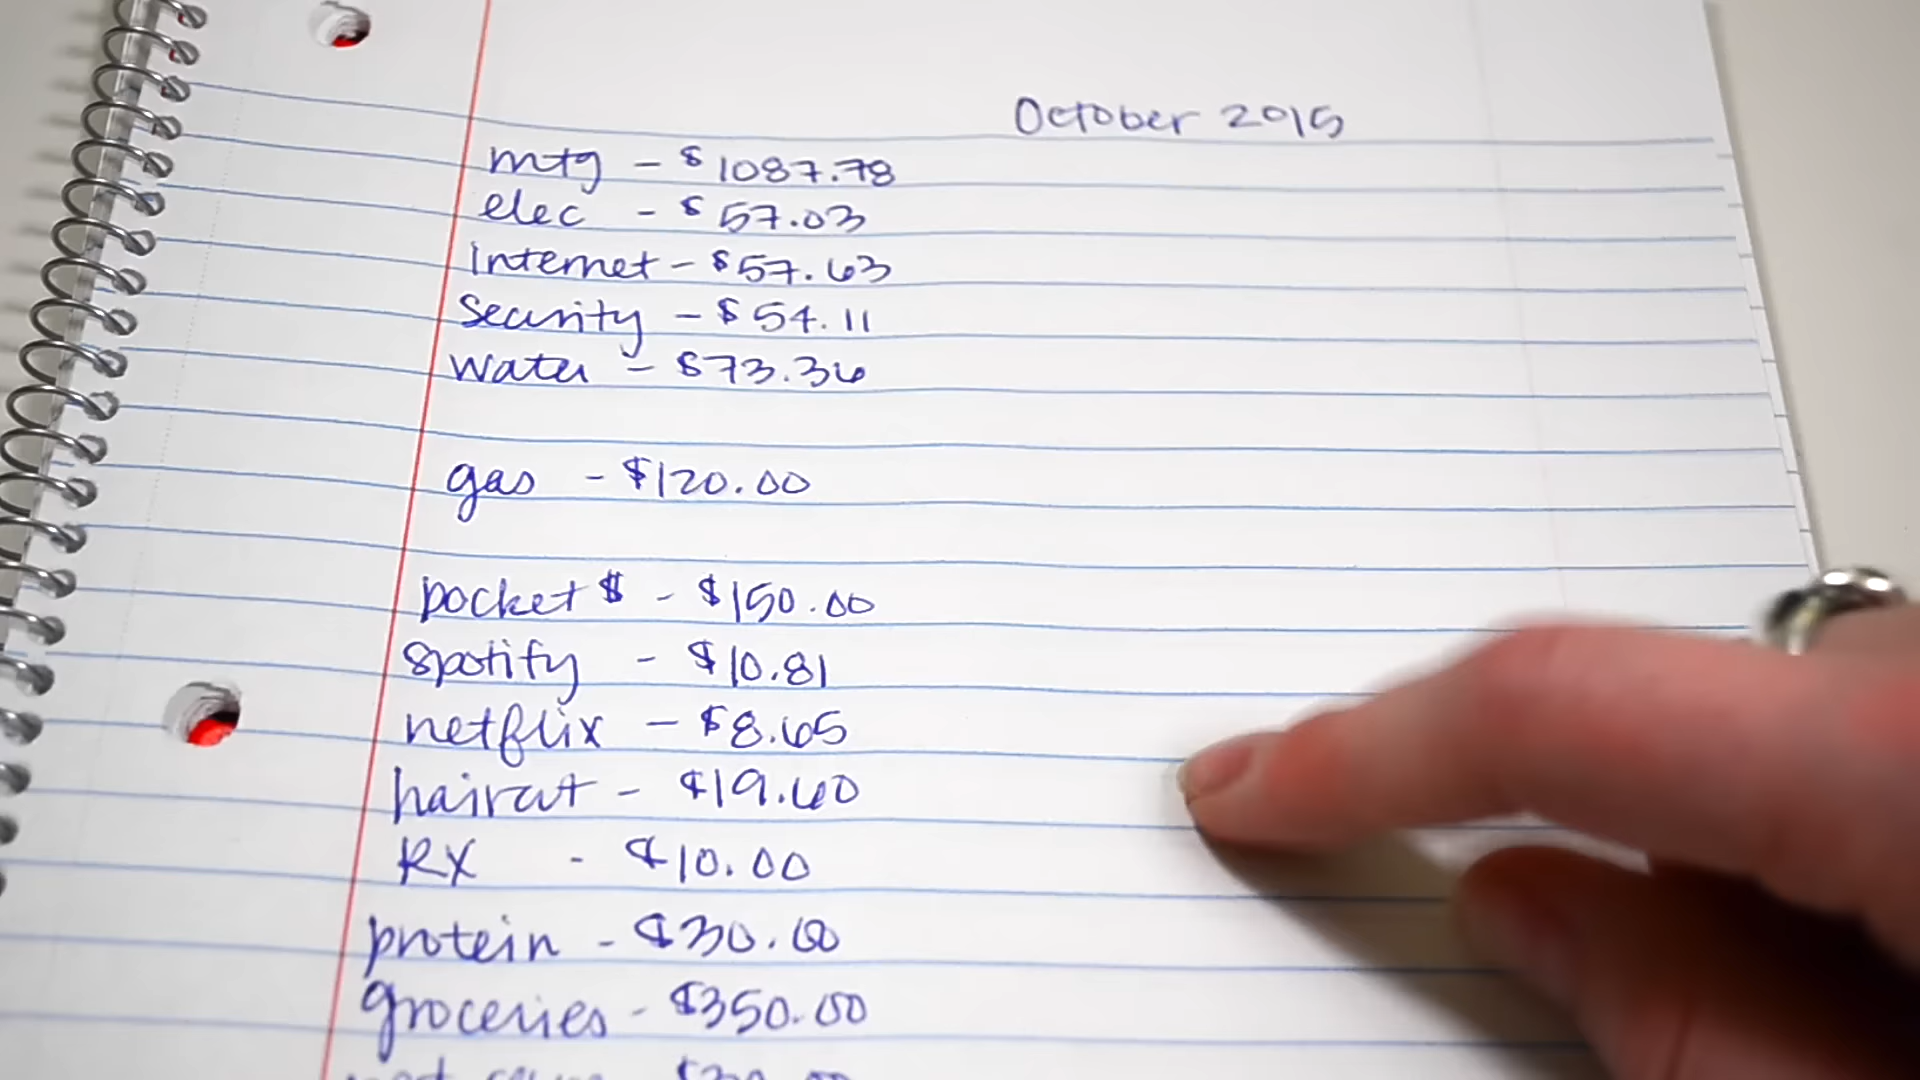 October 2015
mtg - $1087.78
elec - $57.03
Internet - $57.63
Security - $54.11
Water - $73.36
gas - $120.00
pocket $ - $150.00
spotify - $10.81
netflix - $8.65
haircut - $19.60
RX - $10.00
protein - $30.00
groceries - $350.00